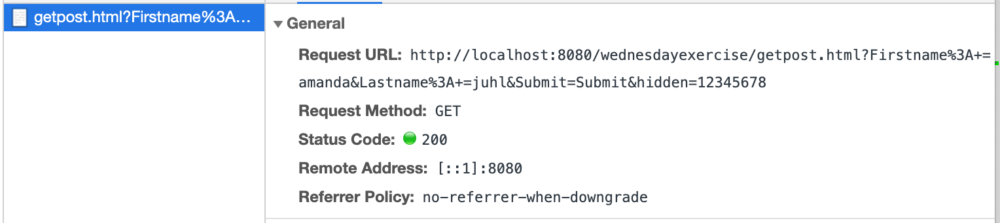 getpost.html?Firstname%3A...
General
Request URL: http://localhost:8080/wednesdayexercise/getpost.html?Firstname%3A+=
amanda&Lastname%3A+=juhl&Submit=Submit&hidden=12345678
Request Method: GET
Status Code: 200
Remote Address: [::1]:8080
Referrer Policy: no-referrer-when-downgrade